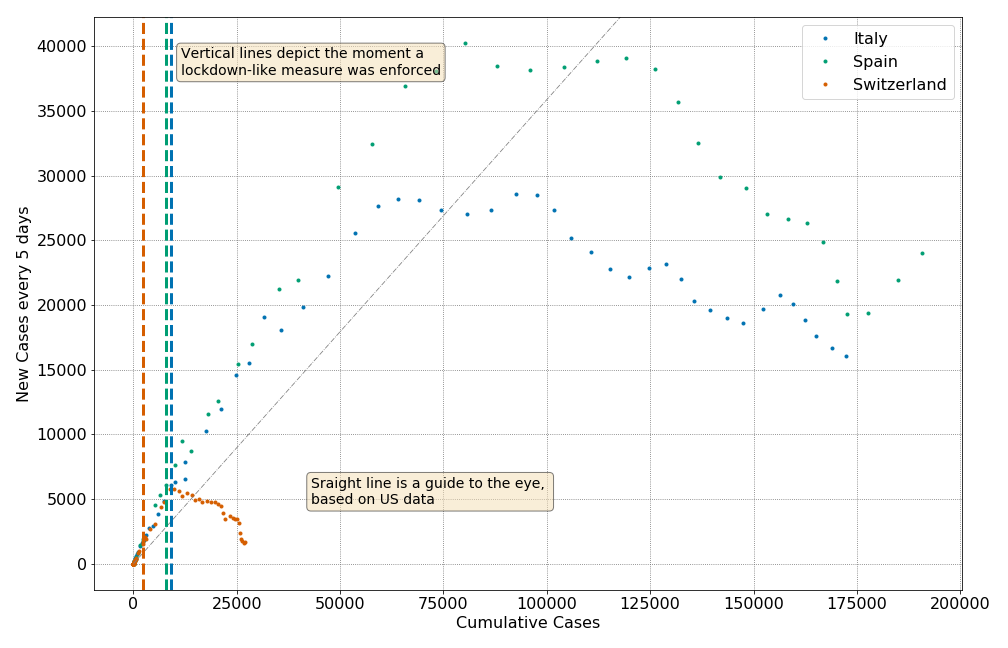 40000
35000
30000
25000
20000
15000
10000
5000
0
New Cases every 5 days
Vertical lines depict the moment a
lockdown-like measure was enforced
Italy
Spain
Switzerland
Sraight line is a guide to the eye,
based on US data
0
25000
50000
75000
100000
125000
150000
175000
200000
Cumulative Cases